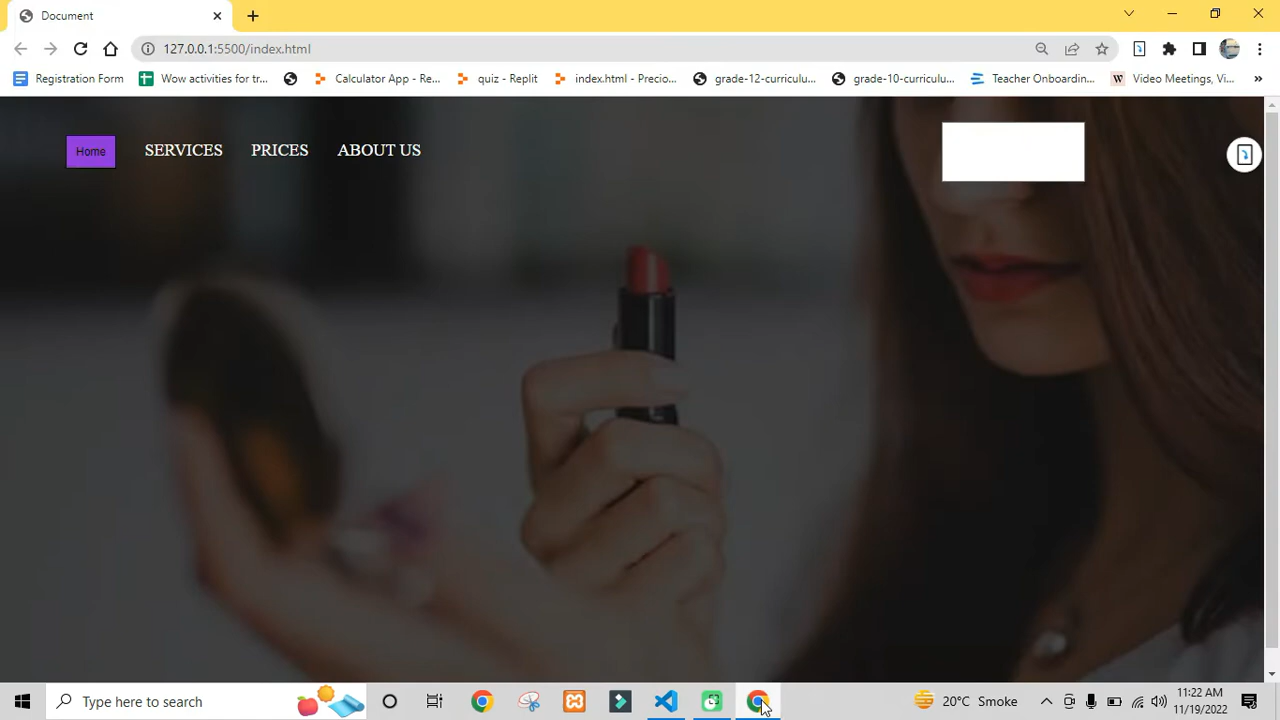 Document
127.0.0.1:5500/index.html
Registration Form
Wow activities for tr...
Calculator App - Re...
quiz - Replit
index.html - Precio...
grade-12-curriculu...
grade-10-curriculu...
Teacher Onboardin...
W Video Meetings, Vi...
»
Home
SERVICES
PRICES
ABOUT US
Type here to search
20°C Smoke
11:22 AM
11/19/2022